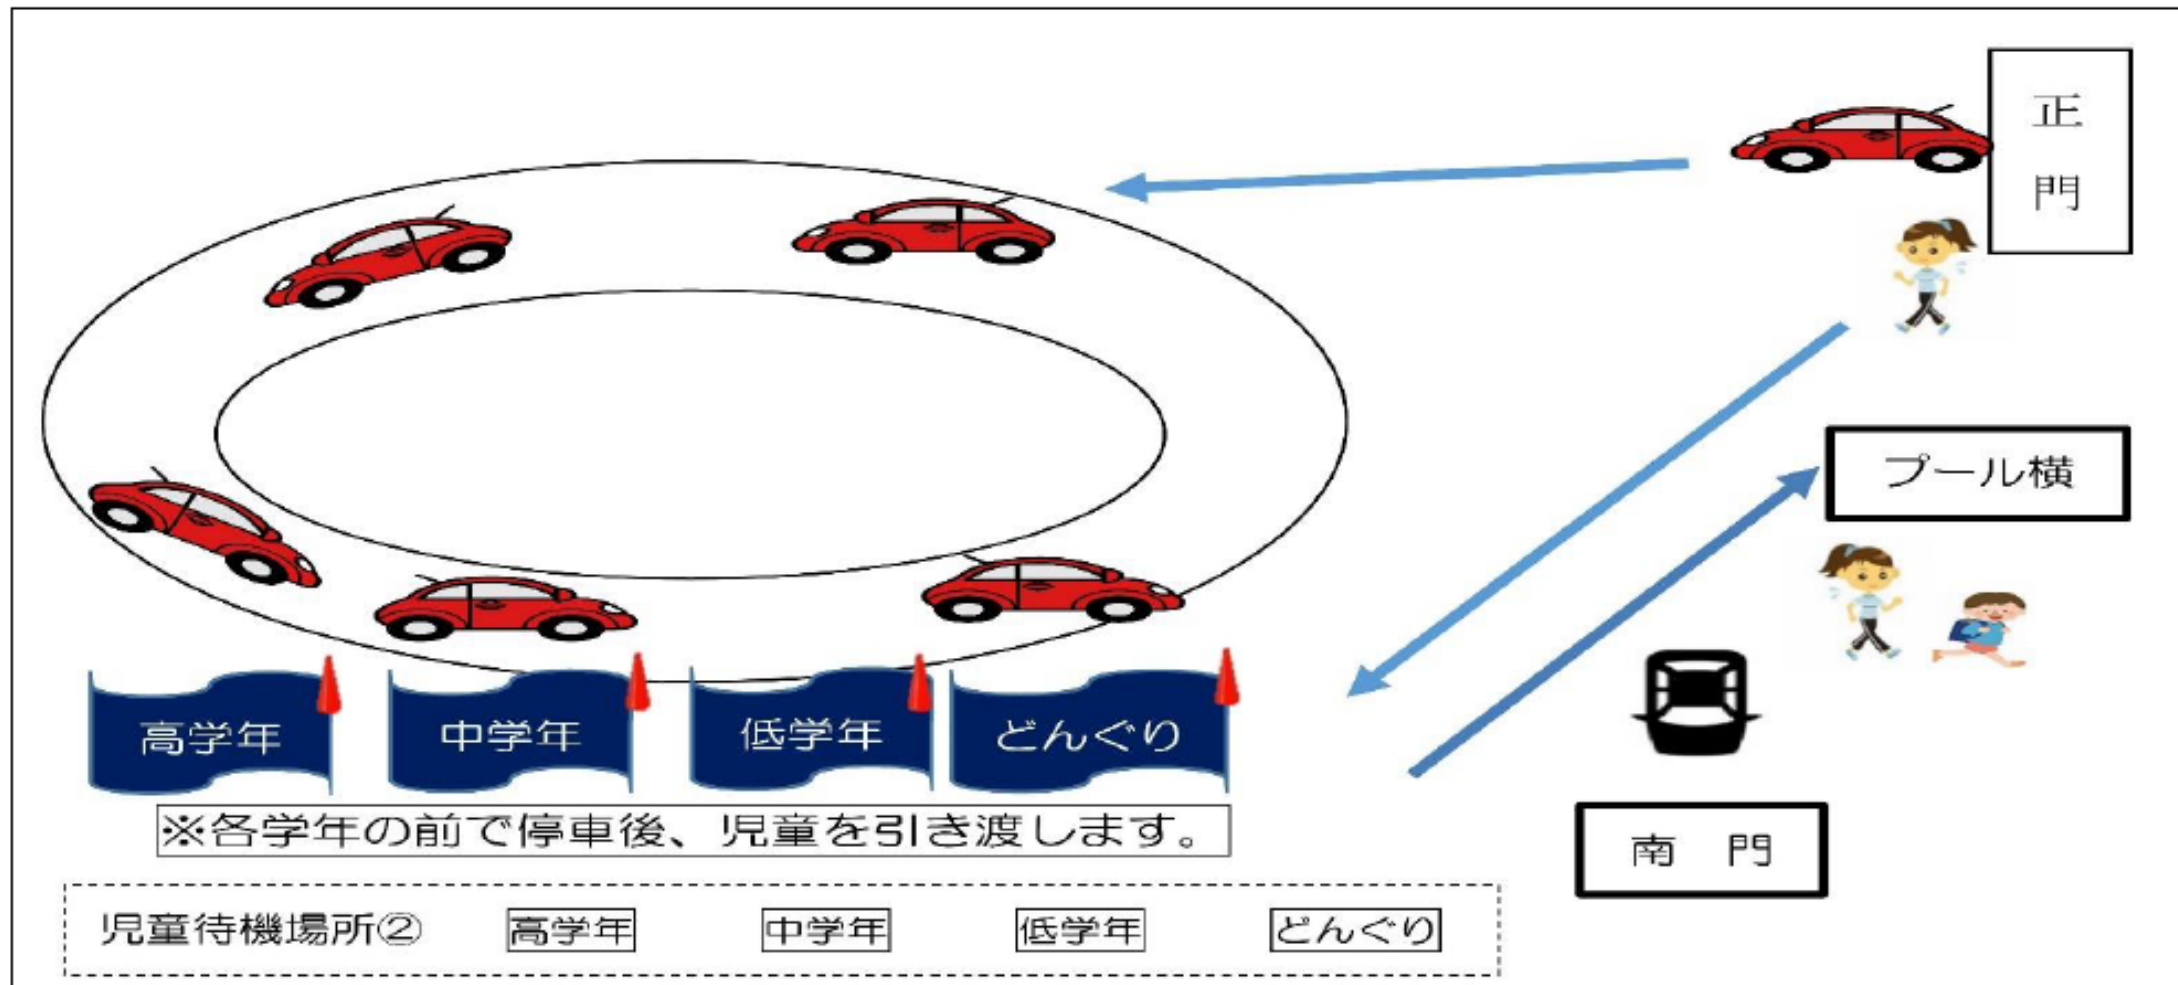 正門
プール横
高学年
中学年
低学年
どんぐり
※各学年の前で停車後、児童を引き渡します。
南　門
児童待機場所②　高学年　中学年　低学年　どんぐり